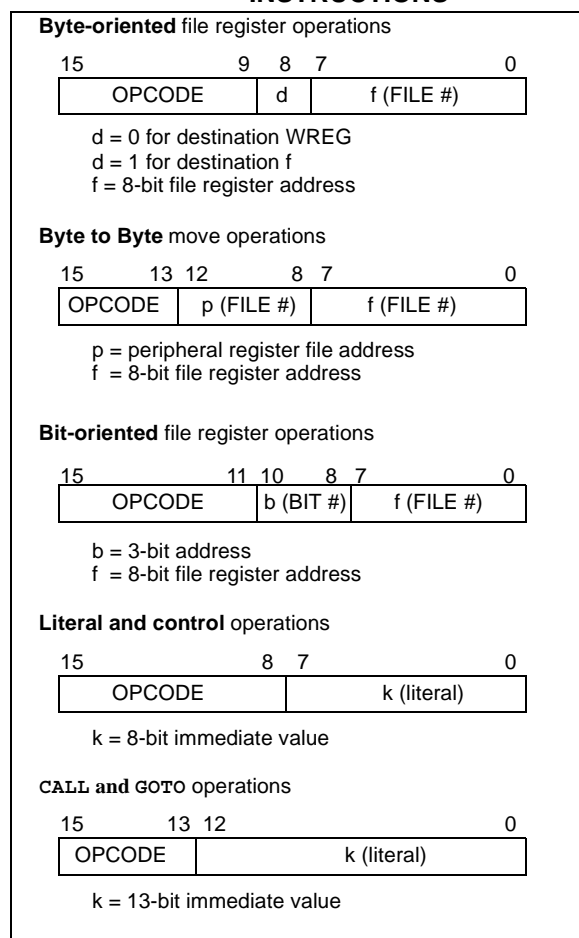 INSTRUCTIONS
Byte-oriented file register operations
15 9 8 7 0
OPCODE d f (FILE #)
d = 0 for destination WREG
d = 1 for destination f
f = 8-bit file register address
Byte to Byte move operations
15 13 12 8 7 0
OPCODE p (FILE #) f (FILE #)
p = peripheral register file address
f = 8-bit file register address
Bit-oriented file register operations
15 11 10 8 7 0
OPCODE b (BIT #) f (FILE #)
b = 3-bit address
f = 8-bit file register address
Literal and control operations
15 8 7 0
OPCODE k (literal)
k = 8-bit immediate value
CALL and GOTO operations
15 13 12 0
OPCODE k (literal)
k = 13-bit immediate value